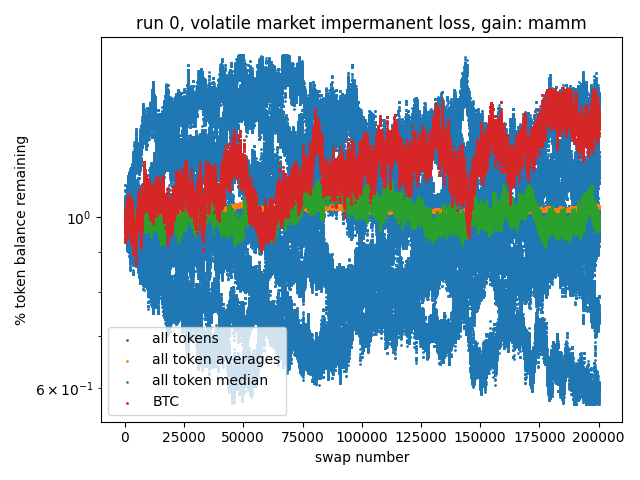 run 0, volatile market impermanent loss, gain: mamm
% token balance remaining
10⁰
6 × 10⁻¹
all tokens
all token averages
all token median
BTC
0 25000 50000 75000 100000 125000 150000 175000 200000
swap number